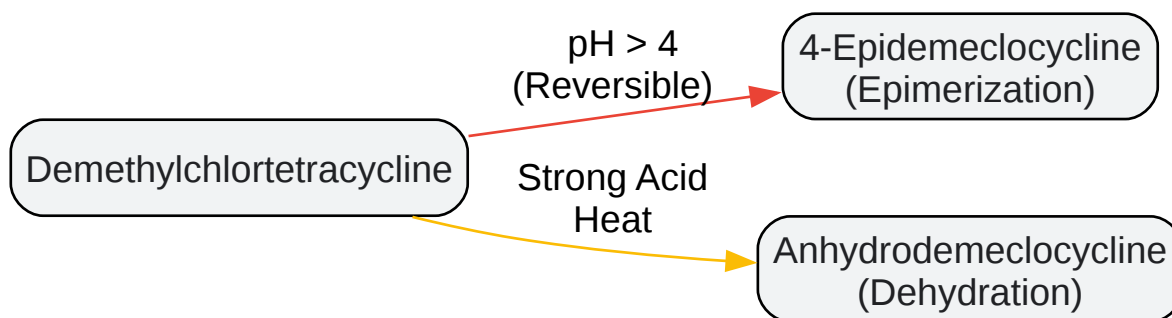 Demethylchlortetracycline
pH > 4
(Reversible)
4-Epidemeclocycline
(Epimerization)
Strong Acid
Heat
Anhydrodemeclocycline
(Dehydration)